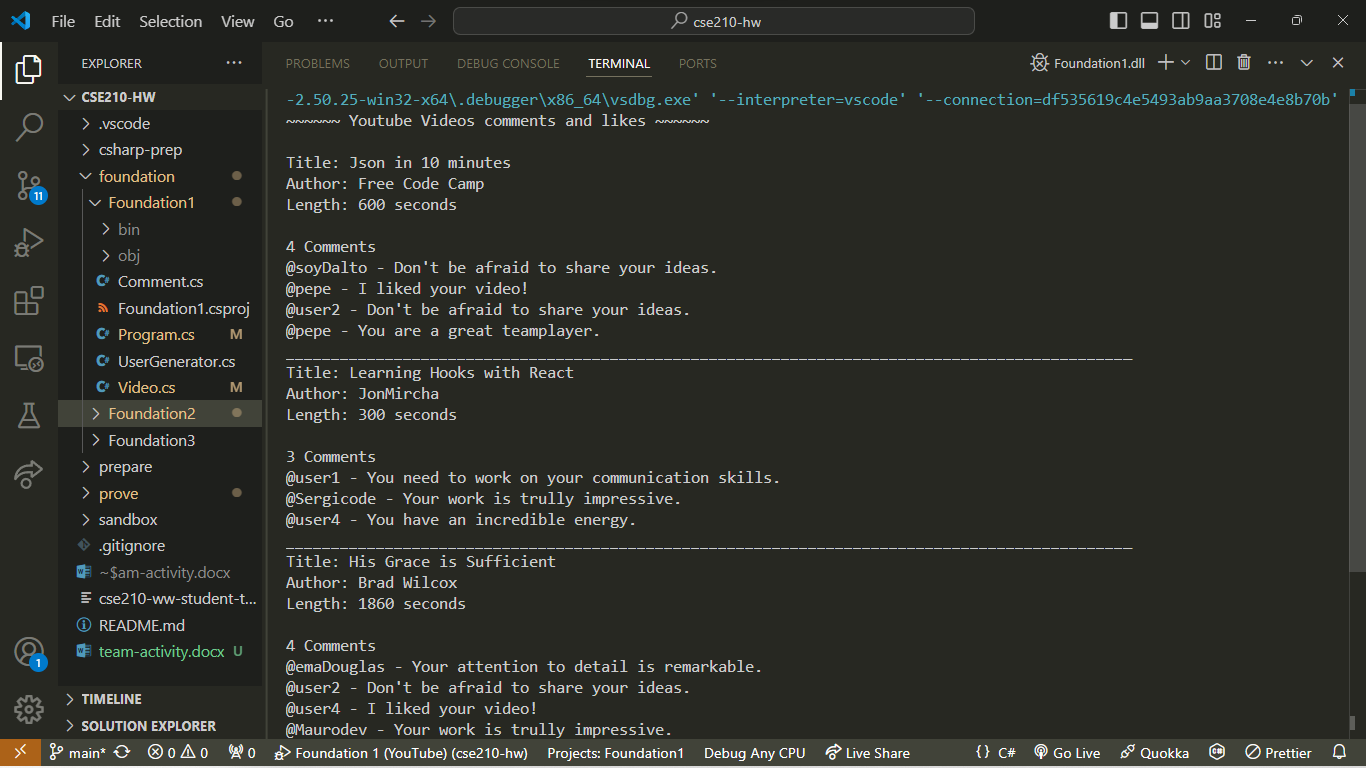 File Edit Selection View Go ··· cse210-hw
EXPLORER ···
CSE210-HW
.vscode
csharp-prep
foundation
Foundation1
bin
obj
Comment.cs
Foundation1.csproj
Program.cs M
UserGenerator.cs
Video.cs M
Foundation2
Foundation3
prepare
prove
sandbox
.gitignore
~$am-activity.docx
cse210-ww-student-t...
README.md
team-activity.docx U
TIMELINE
SOLUTION EXPLORER
11
1
PROBLEMS OUTPUT DEBUG CONSOLE TERMINAL PORTS Foundation1.dll
-2.50.25-win32-x64\.debugger\x86_64\vsdbg.exe' '--interpreter=vscode' '--connection=df535619c4e5493ab9aa3708e4e8b70b'
~~~~~~ Youtube Videos comments and likes ~~~~~~
Title: Json in 10 minutes
Author: Free Code Camp
Length: 600 seconds
4 Comments
@soyDalto - Don't be afraid to share your ideas.
@pepe - I liked your video!
@user2 - Don't be afraid to share your ideas.
@pepe - You are a great teamplayer.
Title: Learning Hooks with React
Author: JonMircha
Length: 300 seconds
3 Comments
@user1 - You need to work on your communication skills.
@Sergicode - Your work is trully impressive.
@user4 - You have an incredible energy.
Title: His Grace is Sufficient
Author: Brad Wilcox
Length: 1860 seconds
4 Comments
@emaDouglas - Your attention to detail is remarkable.
@user2 - Don't be afraid to share your ideas.
@user4 - I liked your video!
@Maurodev - Your work is trully impressive.
main* 0 0 0 Foundation 1 (YouTube) (cse210-hw) Projects: Foundation1 Debug Any CPU Live Share {} C# Go Live Quokka Prettier